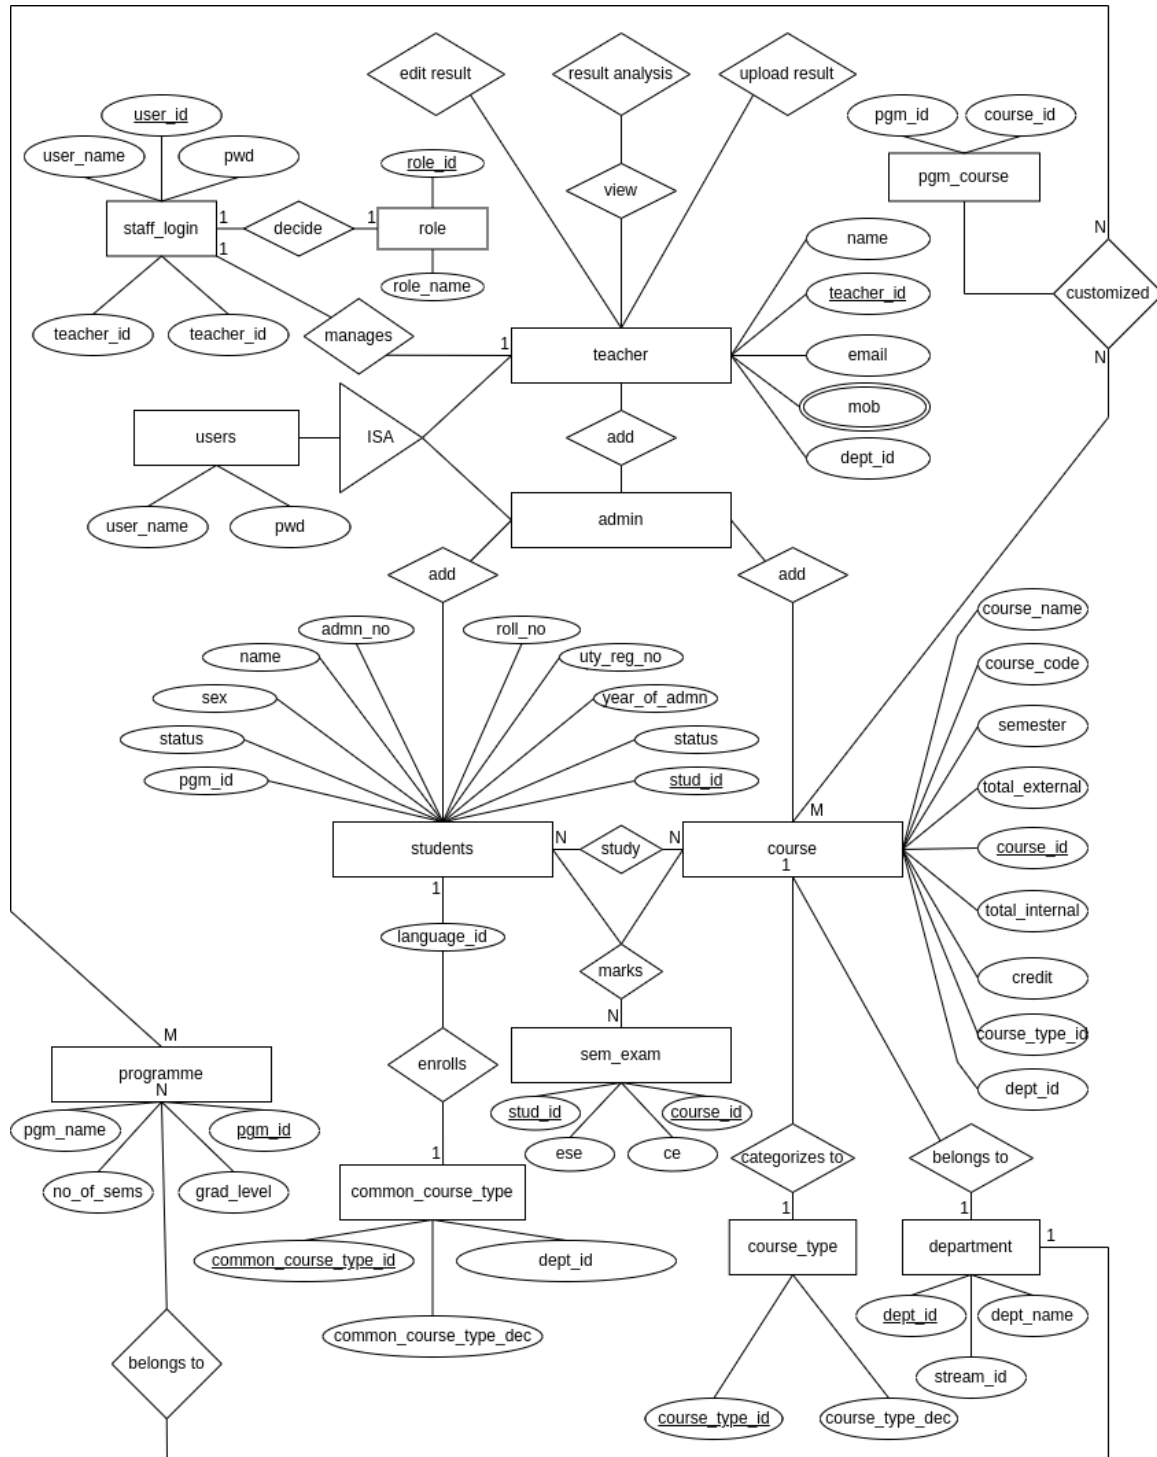 edit result
result analysis
upload result
user_id
pgm_id
course_id
user_name
pwd
role_id
pgm_course
view
staff_login
1
decide
1
role
name
N
1
role_name
teacher_id
customized
teacher_id
teacher_id
manages
1
teacher
email
N
mob
users
ISA
add
dept_id
user_name
pwd
admin
add
add
course_name
admn_no
roll_no
name
uty_reg_no
course_code
sex
year_of_admn
semester
status
status
pgm_id
stud_id
total_external
M
students
N
study
N
course
course_id
1
1
language_id
total_internal
marks
credit
N
course_type_id
M
enrolls
sem_exam
programme
N
dept_id
pgm_name
pgm_id
stud_id
course_id
ese
ce
1
categorizes to
belongs to
no_of_sems
grad_level
common_course_type
1
1
course_type
department
1
common_course_type_id
dept_id
dept_id
dept_name
common_course_type_dec
belongs to
stream_id
course_type_id
course_type_dec